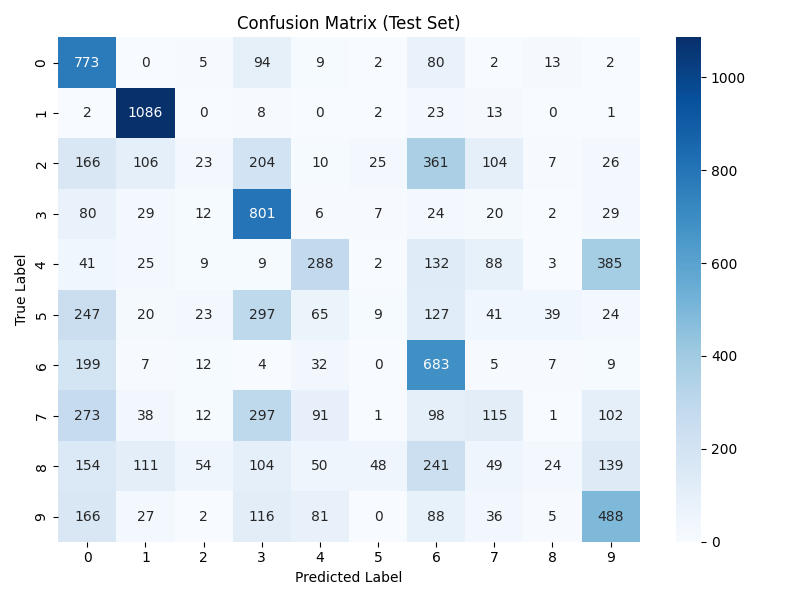 Confusion Matrix (Test Set)
True Label
0 773 0 5 94 9 2 80 2 13 2
1 2 1086 0 8 0 2 23 13 0 1
2 166 106 23 204 10 25 361 104 7 26
3 80 29 12 801 6 7 24 20 2 29
4 41 25 9 9 288 2 132 88 3 385
5 247 20 23 297 65 9 127 41 39 24
6 199 7 12 4 32 0 683 5 7 9
7 273 38 12 297 91 1 98 115 1 102
8 154 111 54 104 50 48 241 49 24 139
9 166 27 2 116 81 0 88 36 5 488
0 1 2 3 4 5 6 7 8 9
Predicted Label
1000
800
600
400
200
0